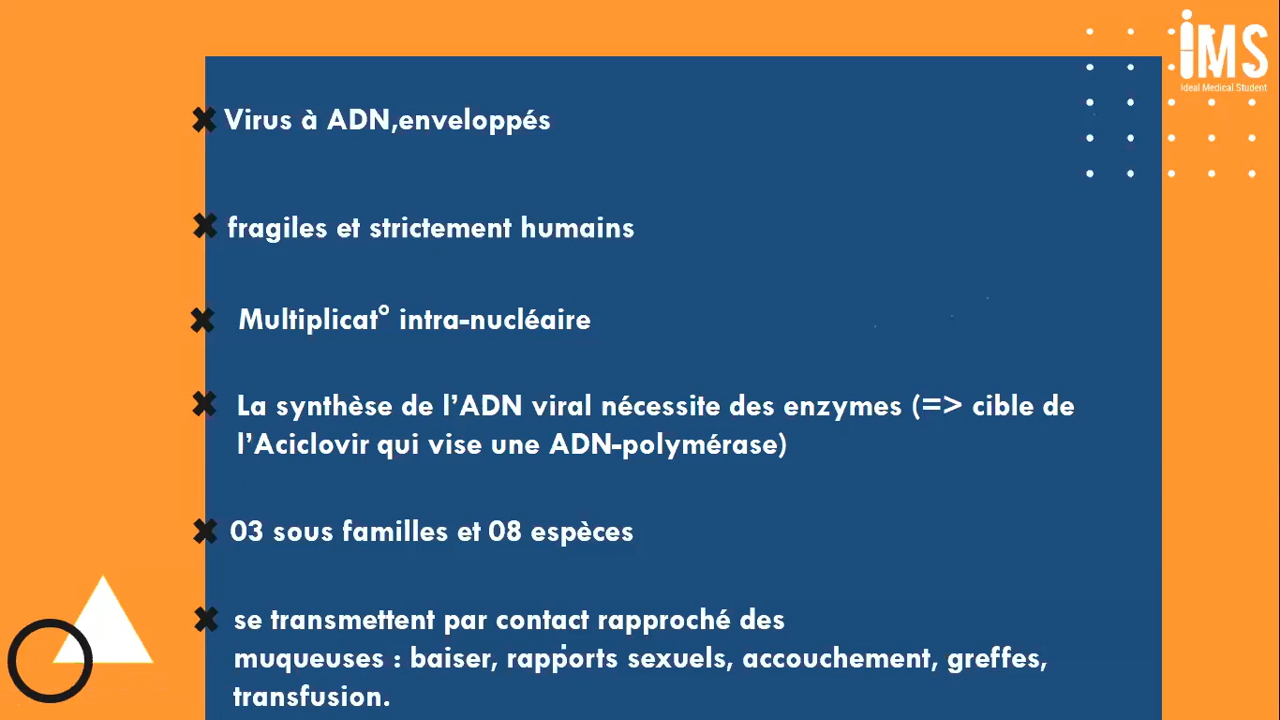 iMS
Ideal Medical Student
Virus à ADN,enveloppés
fragiles et strictement humains
Multiplicat° intra-nucléaire
La synthèse de l’ADN viral nécessite des enzymes (=> cible de
l’Aciclovir qui vise une ADN-polymérase)
03 sous familles et 08 espèces
se transmettent par contact rapproché des
muqueuses : baiser, rapports sexuels, accouchement, greffes,
transfusion.